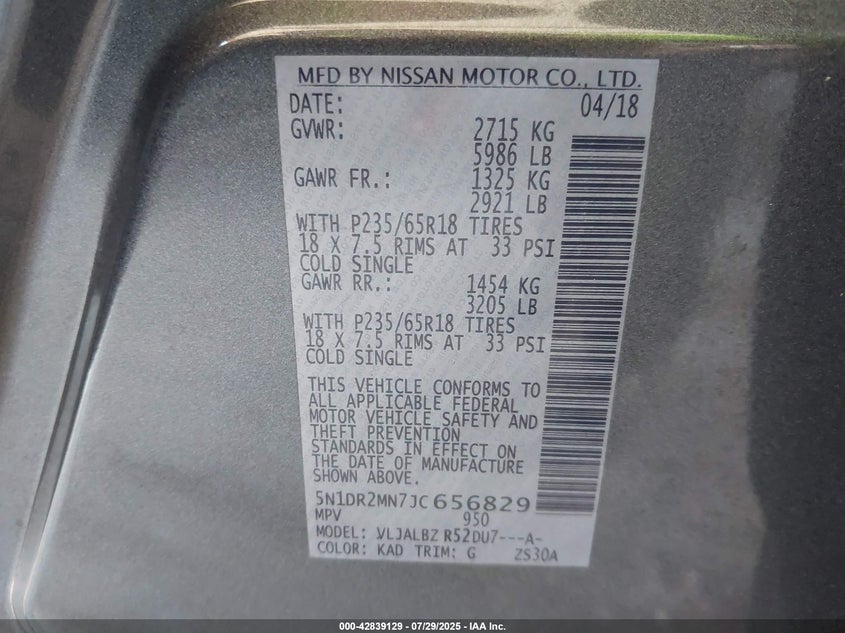 MFD BY NISSAN MOTOR CO., LTD.
DATE: 04/18
GVWR: 2715 KG
5986 LB
GAWR FR.: 1325 KG
2921 LB
WITH P235/65R18 TIRES
18 X 7.5 RIMS AT 33 PSI
COLD SINGLE
GAWR RR.: 1454 KG
3205 LB
WITH P235/65R18 TIRES
18 X 7.5 RIMS AT 33 PSI
COLD SINGLE
THIS VEHICLE CONFORMS TO
ALL APPLICABLE FEDERAL
MOTOR VEHICLE SAFETY AND
THEFT PREVENTION
STANDARDS IN EFFECT ON
THE DATE OF MANUFACTURE
SHOWN ABOVE.
5N1DR2MN7JC656829
MPV 950
MODEL: VLJALBZ R52DU7---A-
COLOR: KAD TRIM: G ZS30A
000-42839129 - 07/29/2025 - IAA Inc.